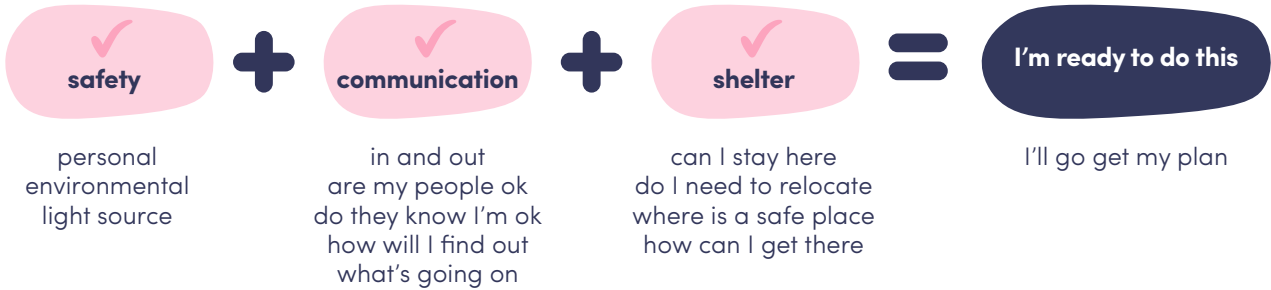 safety
personal
environmental
light source
communication
in and out
are my people ok
do they know I'm ok
how will I find out
what's going on
shelter
can I stay here
do I need to relocate
where is a safe place
how can I get there
I'm ready to do this
I'll go get my plan